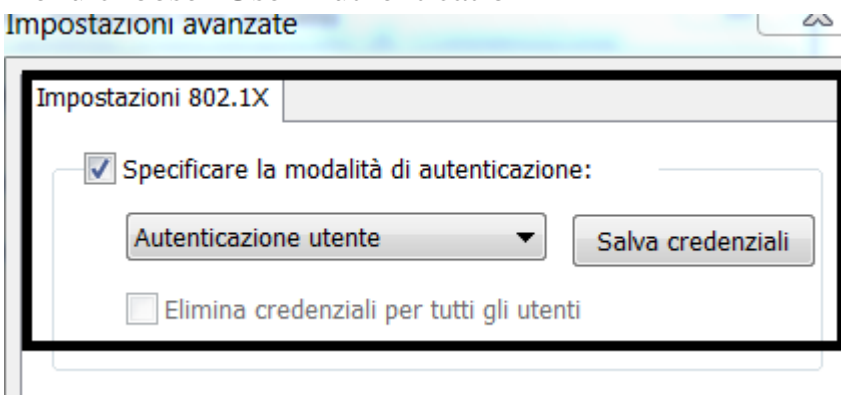 Impostazioni avanzate
Impostazioni 802.1X
Specificare la modalità di autenticazione:
Autenticazione utente
Salva credenziali
Elimina credenziali per tutti gli utenti